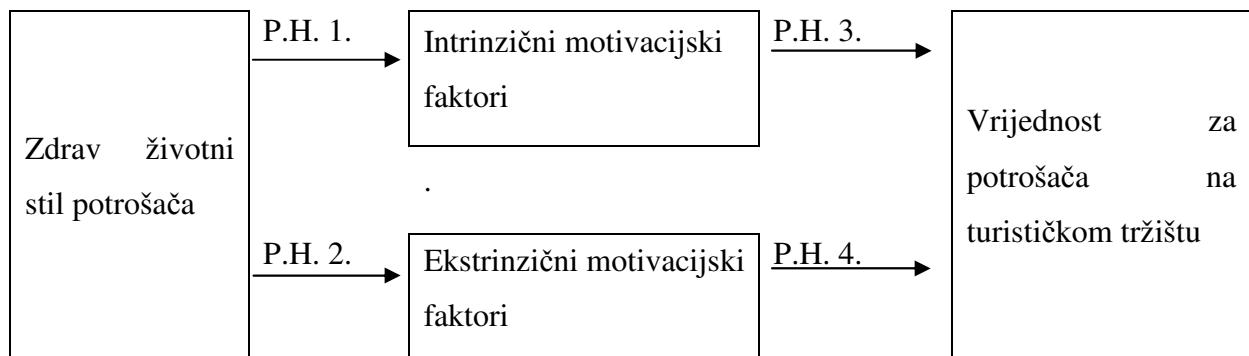 Zdrav životni
stil potrošača
P.H. 1.
P.H. 2.
Intrinzični motivacijski
faktori
.
Ekstrinzični motivacijski
faktori
P.H. 3.
P.H. 4.
Vrijednost za
potrošača na
turističkom tržištu